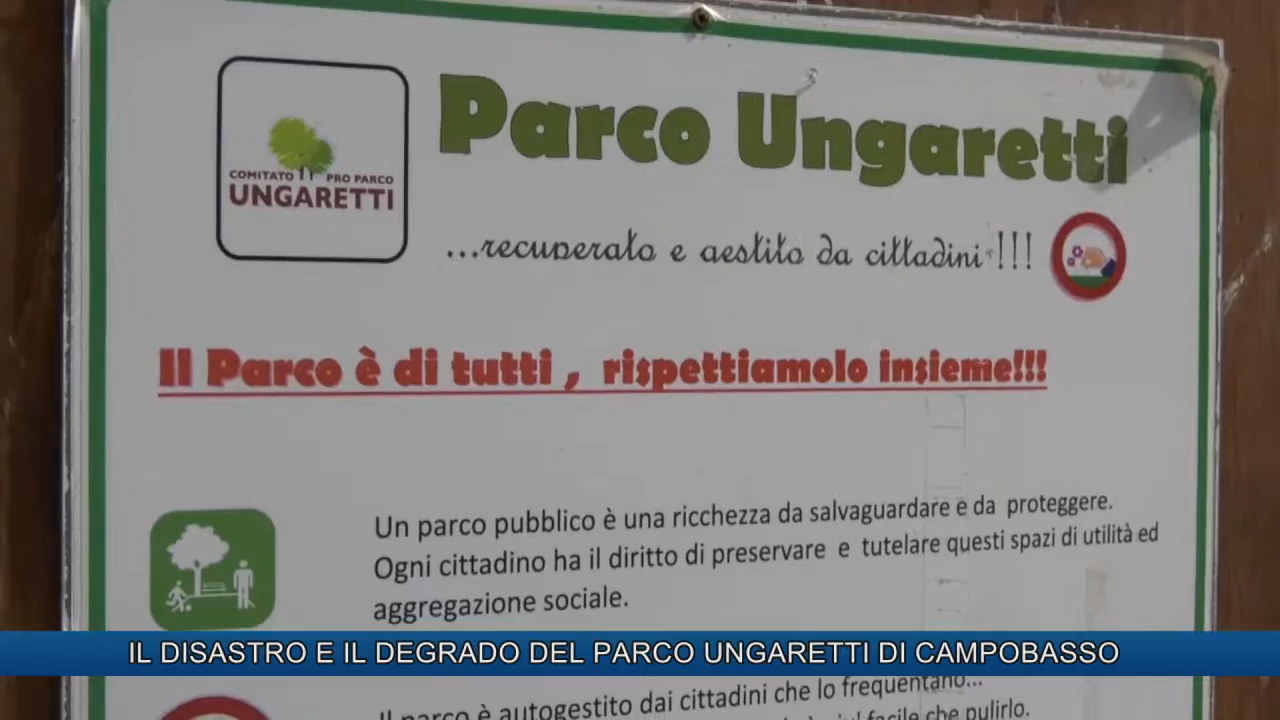 Parco Ungaretti
COMITATO PRO PARCO
UNGARETTI
...recuperato e gestito da cittadini !!!
Il Parco è di tutti , rispettiamolo insieme!!!
Un parco pubblico è una ricchezza da salvaguardare e da proteggere.
Ogni cittadino ha il diritto di preservare e tutelare questi spazi di utilità ed
aggregazione sociale.
IL DISASTRO E IL DEGRADO DEL PARCO UNGARETTI DI CAMPOBASSO
Il parco è autogestito dai cittadini che lo frequentano...
facile che pulirlo.